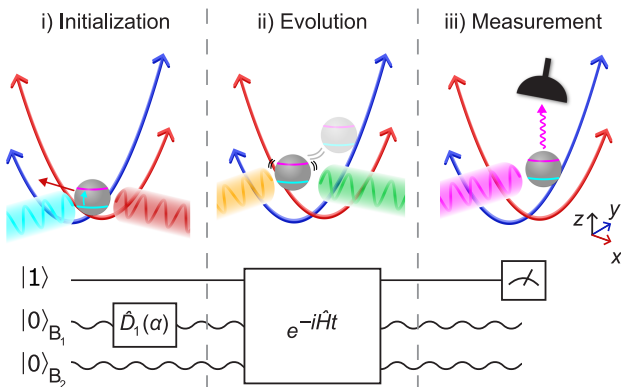 i) Initialization
ii) Evolution
iii) Measurement
z
y
x
|1⟩
|0⟩B₁
D̂₁(α)
e^{−iĤt}
|0⟩B₂